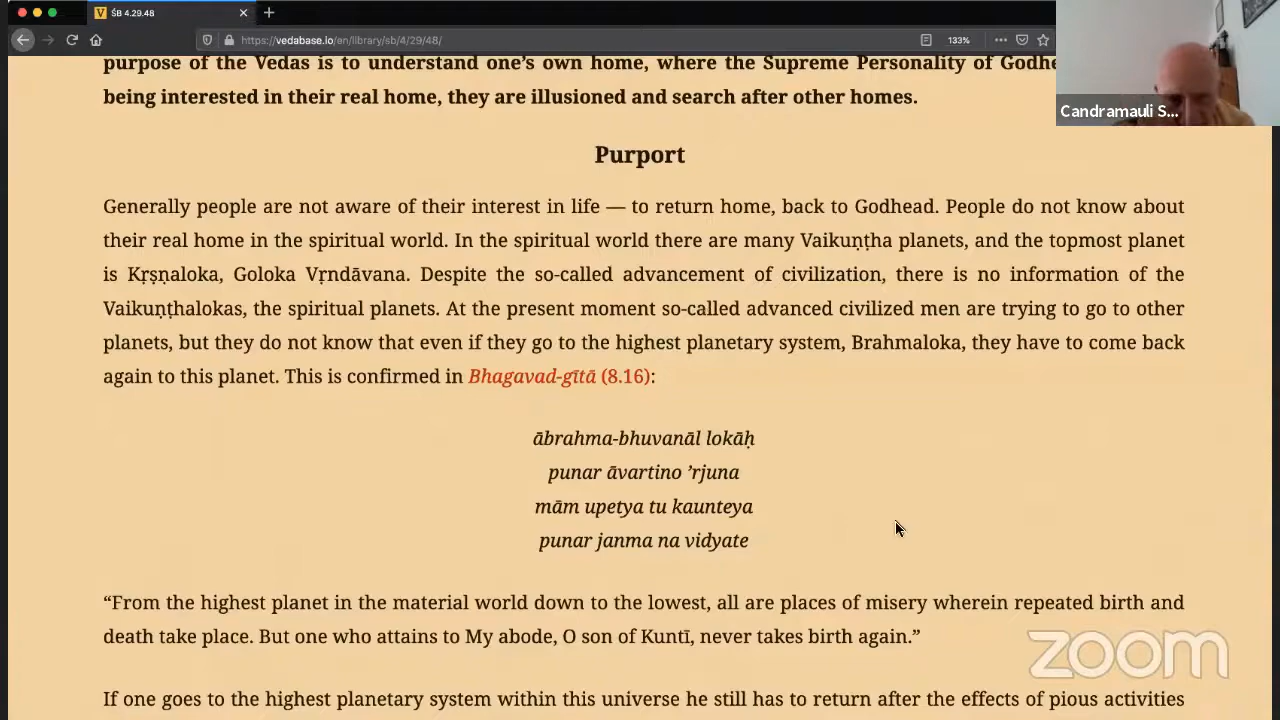 ŚB 4.29.48
https://vedabase.io/en/library/sb/4/29/48/
133%
Candramauli S...
purpose of the Vedas is to understand one’s own home, where the Supreme Personality of Godhe
being interested in their real home, they are illusioned and search after other homes.
Purport
Generally people are not aware of their interest in life — to return home, back to Godhead. People do not know about
their real home in the spiritual world. In the spiritual world there are many Vaikuṇṭha planets, and the topmost planet
is Kṛṣṇaloka, Goloka Vṛndāvana. Despite the so-called advancement of civilization, there is no information of the
Vaikuṇṭhalokas, the spiritual planets. At the present moment so-called advanced civilized men are trying to go to other
planets, but they do not know that even if they go to the highest planetary system, Brahmaloka, they have to come back
again to this planet. This is confirmed in Bhagavad-gītā (8.16):
ābrahma-bhuvanāl lokāḥ
punar āvartino ’rjuna
mām upetya tu kaunteya
punar janma na vidyate
“From the highest planet in the material world down to the lowest, all are places of misery wherein repeated birth and
death take place. But one who attains to My abode, O son of Kuntī, never takes birth again.”
zoom
If one goes to the highest planetary system within this universe he still has to return after the effects of pious activities